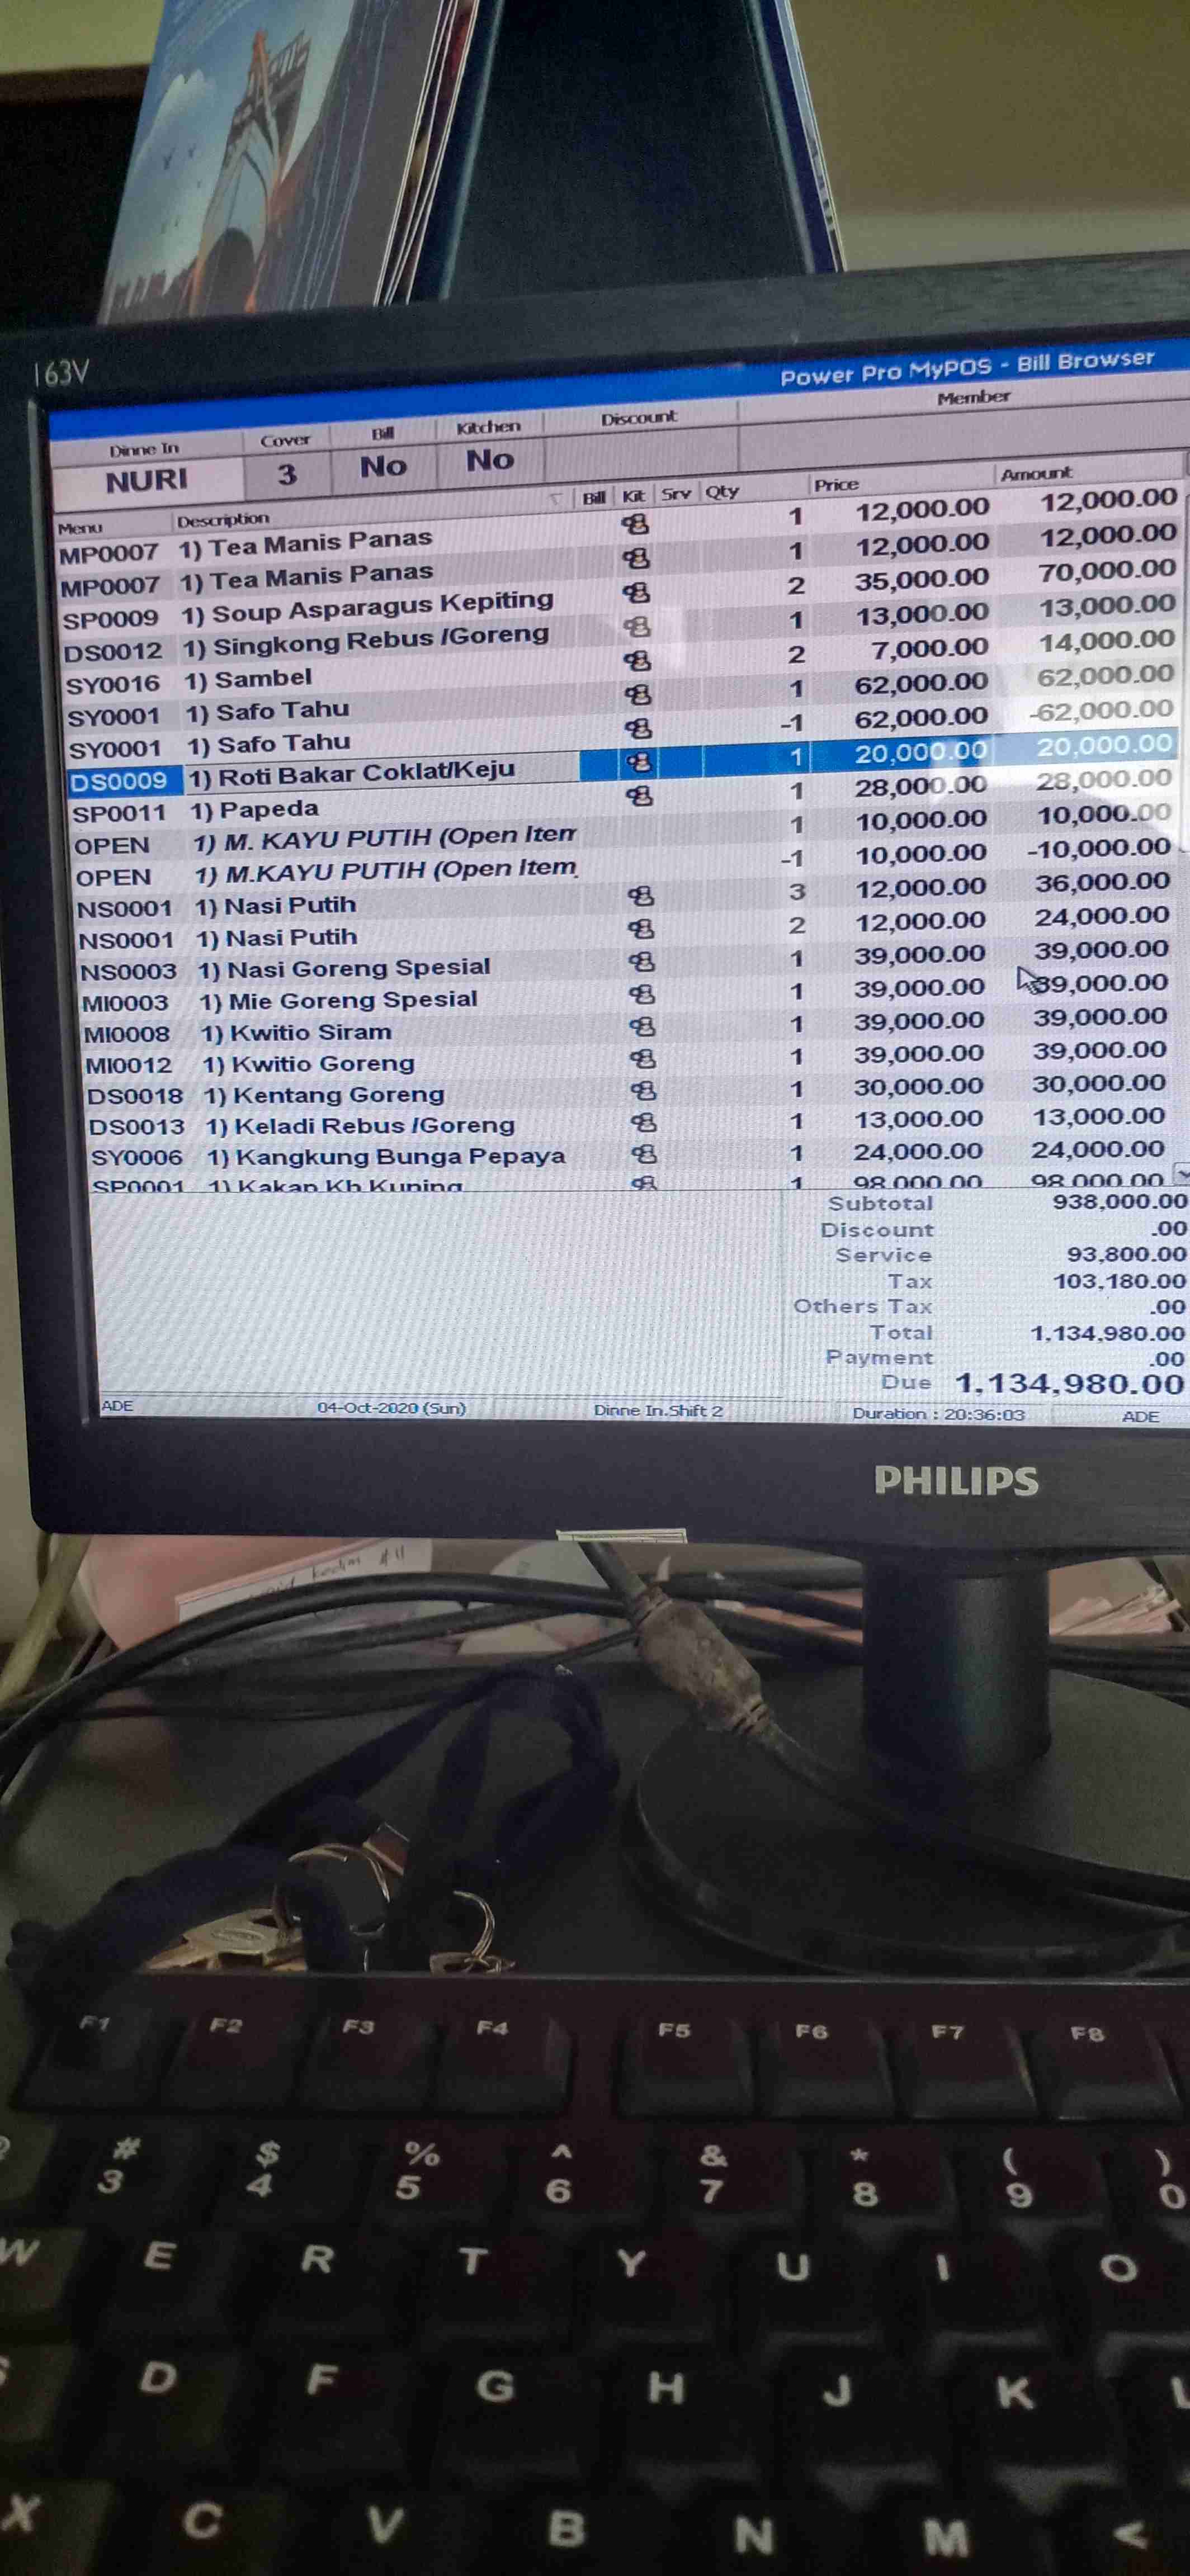 163V
Power Pro MyPOS - Bill Browser
Dinne In Cover Bill Kitchen Discount Member
NURI 3 No No
Menu Description Bill Kit Srv Qty Price Amount
MP0007 1) Tea Manis Panas 1 12,000.00 12,000.00
MP0007 1) Tea Manis Panas 1 12,000.00 12,000.00
SP0009 1) Soup Asparagus Kepiting 2 35,000.00 70,000.00
DS0012 1) Singkong Rebus /Goreng 1 13,000.00 13,000.00
SY0016 1) Sambel 2 7,000.00 14,000.00
SY0001 1) Safo Tahu 1 62,000.00 62,000.00
SY0001 1) Safo Tahu -1 62,000.00 -62,000.00
DS0009 1) Roti Bakar Coklat/Keju 1 20,000.00 20,000.00
SP0011 1) Papeda 1 28,000.00 28,000.00
OPEN 1) M. KAYU PUTIH (Open Item 1 10,000.00 10,000.00
OPEN 1) M.KAYU PUTIH (Open Item -1 10,000.00 -10,000.00
NS0001 1) Nasi Putih 3 12,000.00 36,000.00
NS0001 1) Nasi Putih 2 12,000.00 24,000.00
NS0003 1) Nasi Goreng Spesial 1 39,000.00 39,000.00
MI0003 1) Mie Goreng Spesial 1 39,000.00 39,000.00
MI0008 1) Kwitio Siram 1 39,000.00 39,000.00
MI0012 1) Kwitio Goreng 1 39,000.00 39,000.00
DS0018 1) Kentang Goreng 1 30,000.00 30,000.00
DS0013 1) Keladi Rebus /Goreng 1 13,000.00 13,000.00
SY0006 1) Kangkung Bunga Pepaya 1 24,000.00 24,000.00
SP0001 1) Kakap Kh Kuning 1 98,000.00 98,000.00
Subtotal 938,000.00
Discount .00
Service 93,800.00
Tax 103,180.00
Others Tax .00
Total 1,134,980.00
Payment .00
Due 1,134,980.00
ADE 04-Oct-2020 (Sun) Dinne In.Shift 2 Duration : 20:36:03 ADE
PHILIPS
F1 F2 F3 F4 F5 F6 F7 F8
# $ % ^ & * ( )
3 4 5 6 7 8 9 0
W E R T Y U I O
D F G H J K L
X C V B N M <